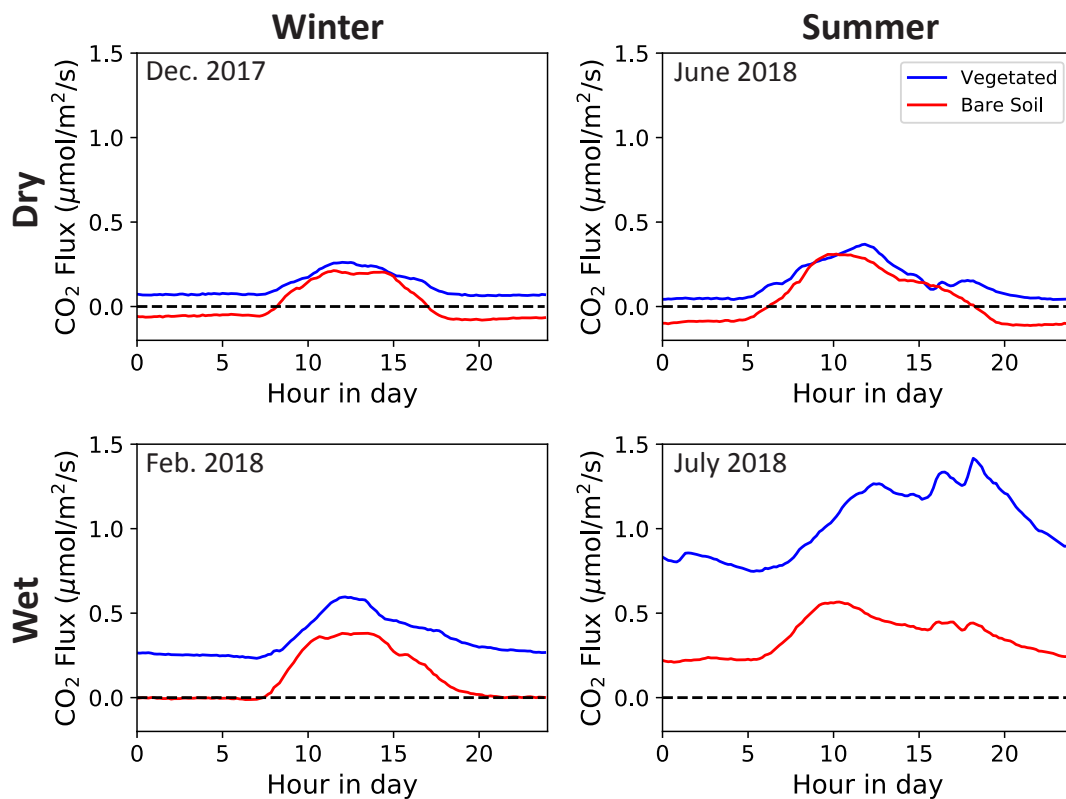 Winter
Summer
Dry
Wet
Dec. 2017
CO₂ Flux (μmol/m²/s)
1.5
1.0
0.5
0.0
0 5 10 15 20
Hour in day
June 2018
Vegetated
Bare Soil
CO₂ Flux (μmol/m²/s)
1.5
1.0
0.5
0.0
0 5 10 15 20
Hour in day
Feb. 2018
CO₂ Flux (μmol/m²/s)
1.5
1.0
0.5
0.0
0 5 10 15 20
Hour in day
July 2018
CO₂ Flux (μmol/m²/s)
1.5
1.0
0.5
0.0
0 5 10 15 20
Hour in day